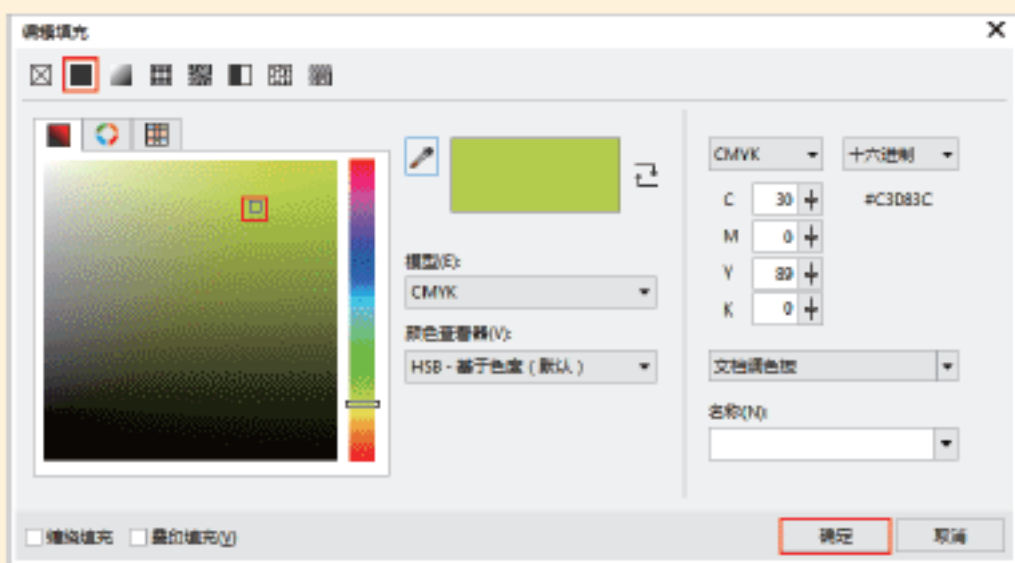 编辑填充
CMYK
十六进制
C 30
#C3D83C
M 0
Y 89
K 0
模型(E):
CMYK
颜色查看器(V):
HSB - 基于色度 ( 默认 )
文档调色板
名称(N):
缠绕填充
叠印填充(V)
确定
取消